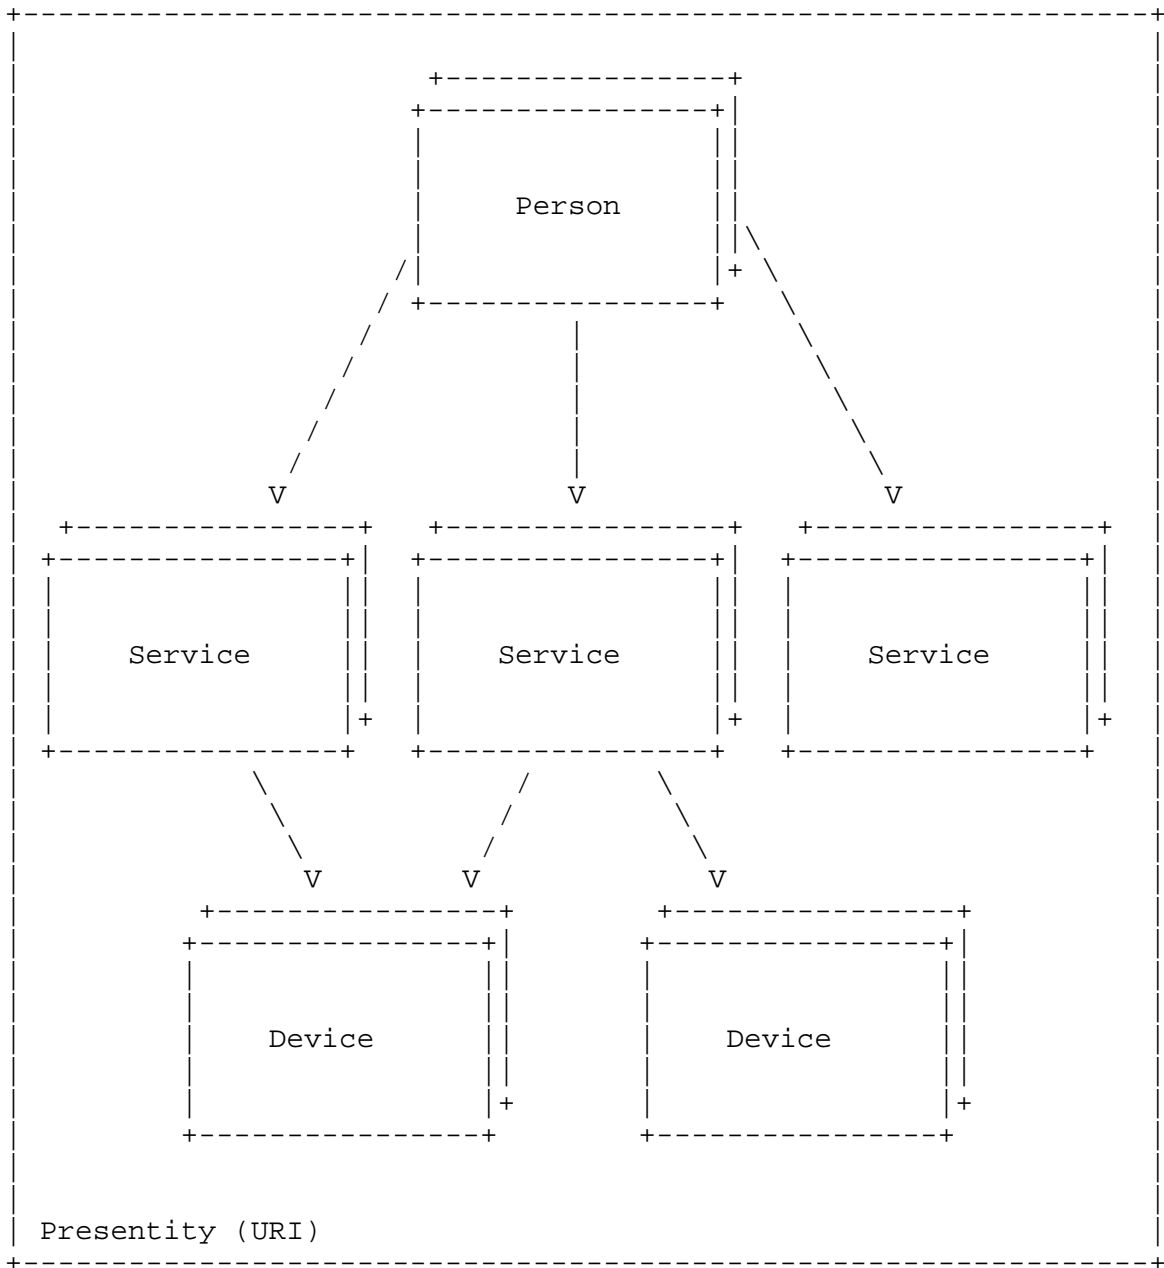 Person
V V V
Service Service Service
V V V
Device Device
Presentity (URI)